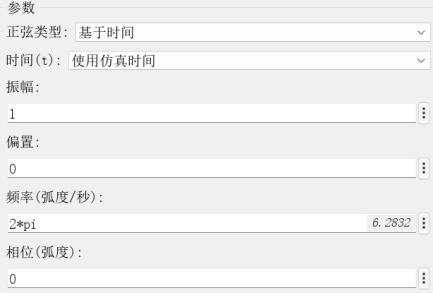 参数
正弦类型: 基于时间
时间(t): 使用仿真时间
振幅:
1
偏置:
0
频率(弧度/秒):
2*pi 6.2832
相位(弧度):
0